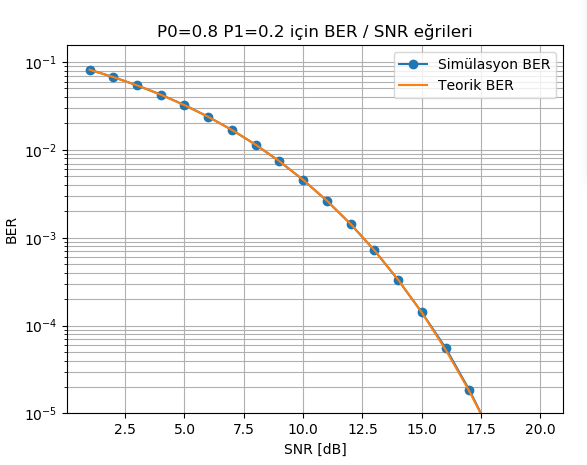 P0=0.8 P1=0.2 için BER / SNR eğrileri
Simülasyon BER
Teorik BER
BER
10⁻¹
10⁻²
10⁻³
10⁻⁴
10⁻⁵
2.5 5.0 7.5 10.0 12.5 15.0 17.5 20.0
SNR [dB]